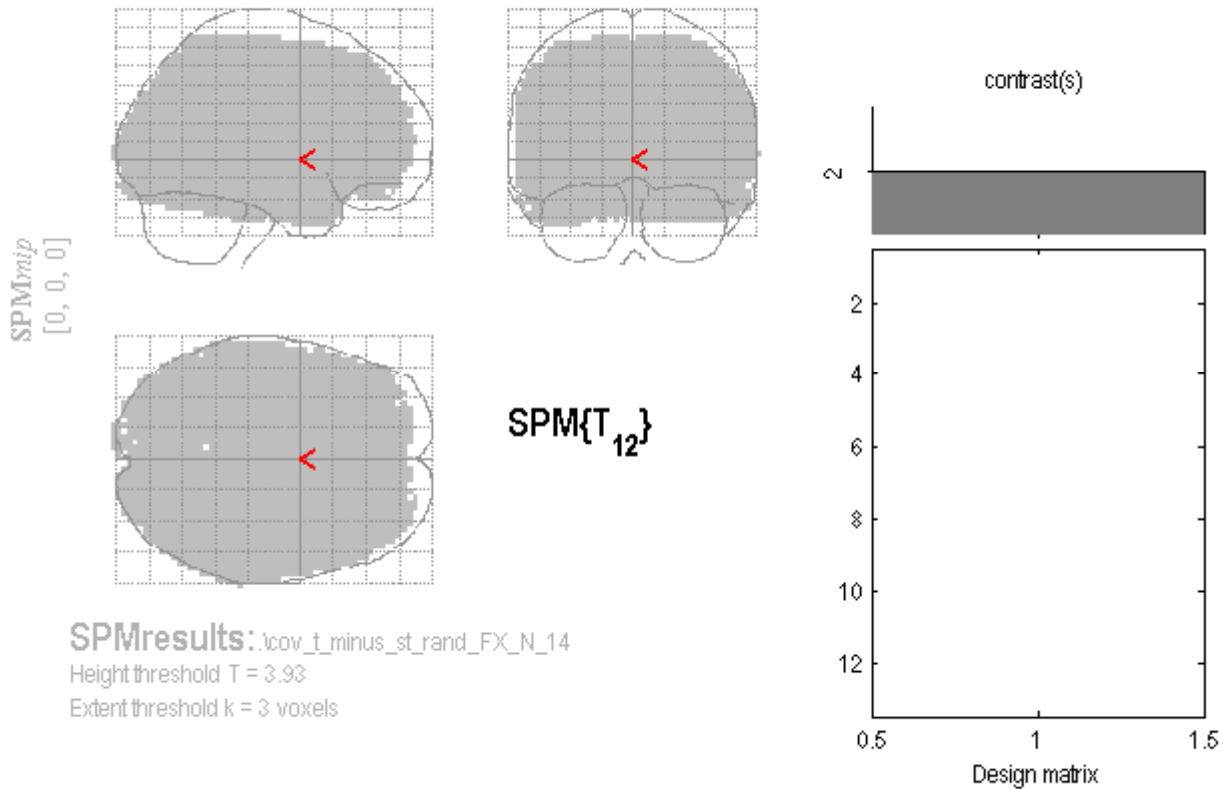 contrast(s)
2
SPMmip
[0, 0, 0]
2
4
6
8
10
12
0.5
1
1.5
Design matrix
SPM{T12}
SPMresults: .\cov_t_minus_st_rand_FX_N_14
Height threshold T = 3.93
Extent threshold k = 3 voxels